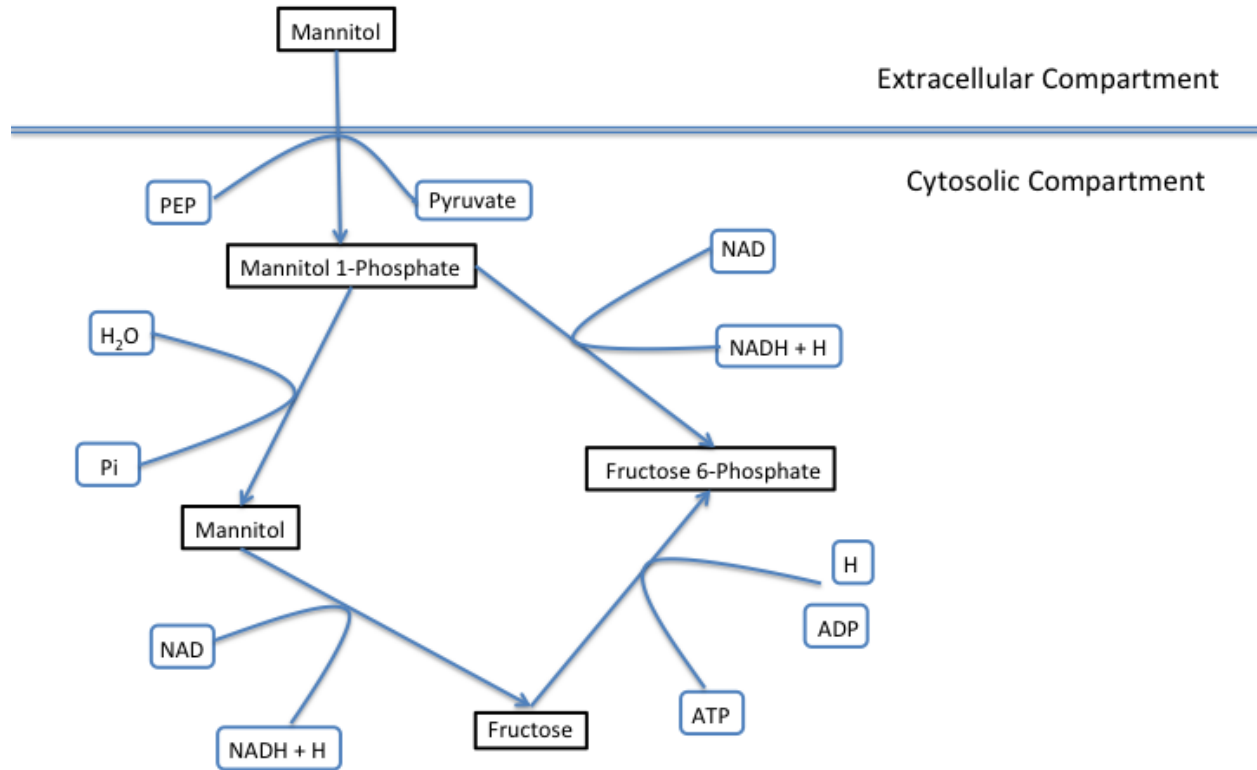 Mannitol
Extracellular Compartment
Cytosolic Compartment
PEP
Pyruvate
Mannitol 1-Phosphate
NAD
H₂O
NADH + H
Pi
Fructose 6-Phosphate
Mannitol
H
ADP
NAD
ATP
Fructose
NADH + H